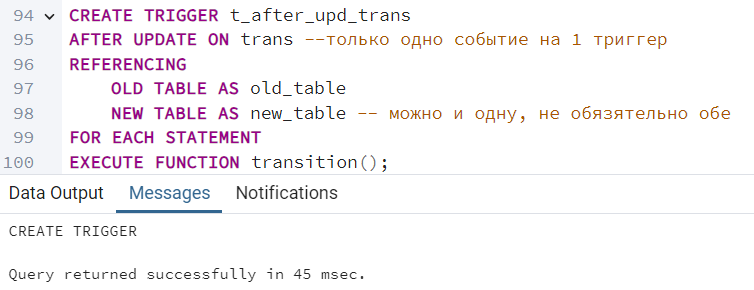 94 CREATE TRIGGER t_after_upd_trans
95 AFTER UPDATE ON trans --только одно событие на 1 триггер
96 REFERENCING
97 OLD TABLE AS old_table
98 NEW TABLE AS new_table -- можно и одну, не обязятельно обе
99 FOR EACH STATEMENT
100 EXECUTE FUNCTION transition();
Data Output Messages Notifications
CREATE TRIGGER
Query returned successfully in 45 msec.